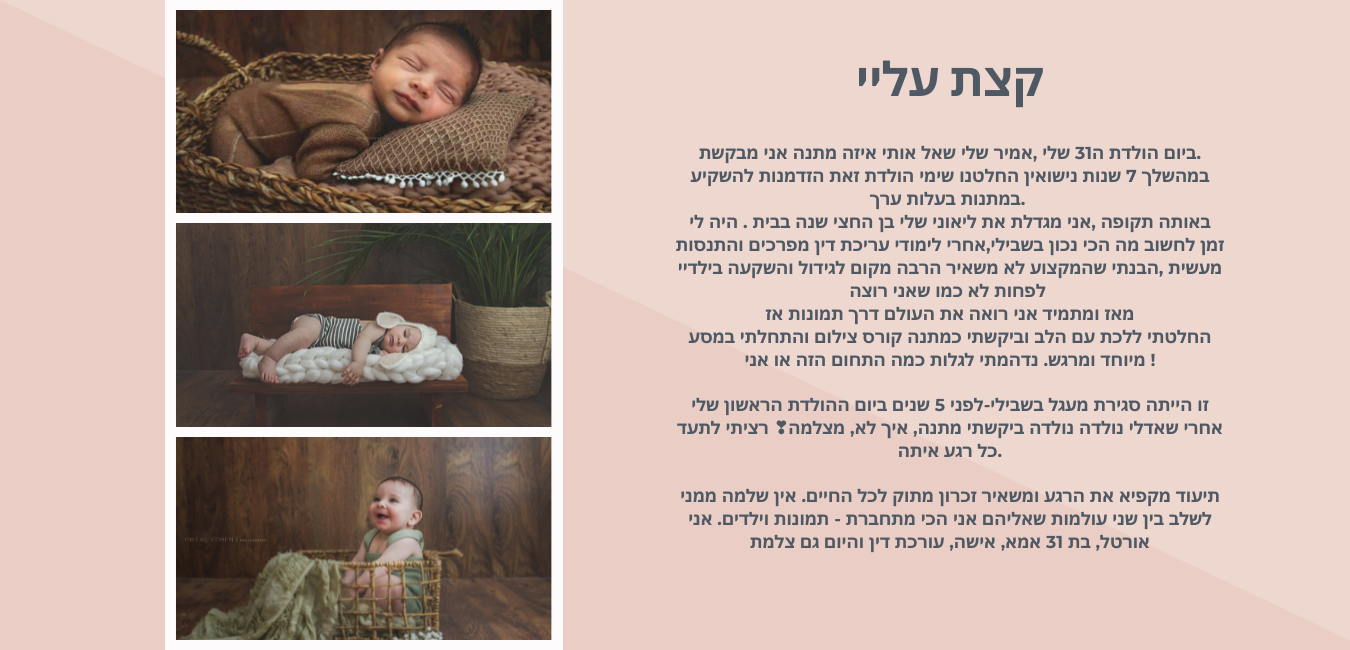 קצת עליי
ביום הולדת ה31 שלי ,אמיר שלי שאל אותי איזה מתנה אני מבקשת.
במהשלך 7 שנות נישואין החלטנו שימי הולדת זאת הזדמנות להשקיע
במתנות בעלות ערך.
באותה תקופה ,אני מגדלת את ליאוני שלי בן החצי שנה בבית . היה לי
זמן לחשוב מה הכי נכון בשבילי,אחרי לימודי עריכת דין מפרכים והתנסות
מעשית ,הבנתי שהמקצוע לא משאיר הרבה מקום לגידול והשקעה בילדיי
לפחות לא כמו שאני רוצה
מאז ומתמיד אני רואה את העולם דרך תמונות אז
החלטתי ללכת עם הלב וביקשתי כמתנה קורס צילום והתחלתי במסע
מיוחד ומרגש. נדהמתי לגלות כמה התחום הזה או אני !
זו הייתה סגירת מעגל בשבילי-לפני 5 שנים ביום ההולדת הראשון שלי
אחרי שאדלי נולדה נולדה ביקשתי מתנה, איך לא, מצלמה❣ רציתי לתעד
כל רגע איתה.
תיעוד מקפיא את הרגע ומשאיר זכרון מתוק לכל החיים. אין שלמה ממני
לשלב בין שני עולמות שאליהם אני הכי מתחברת - תמונות וילדים. אני
אורטל, בת 31 אמא, אישה, עורכת דין והיום גם צלמת